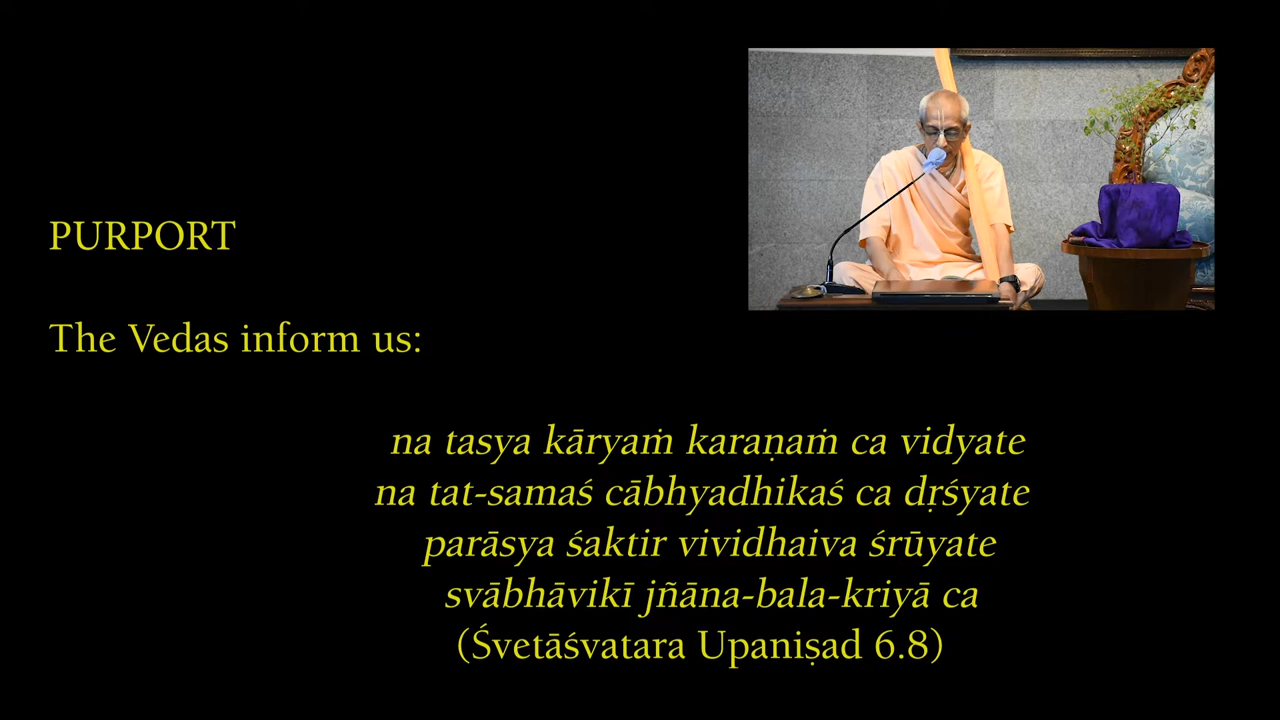 PURPORT
The Vedas inform us:
na tasya kāryaṁ karaṇaṁ ca vidyate
na tat-samaś cābhyadhikaś ca dṛśyate
parāsya śaktir vividhaiva śrūyate
svābhāvikī jñāna-bala-kriyā ca
(Śvetāśvatara Upaniṣad 6.8)